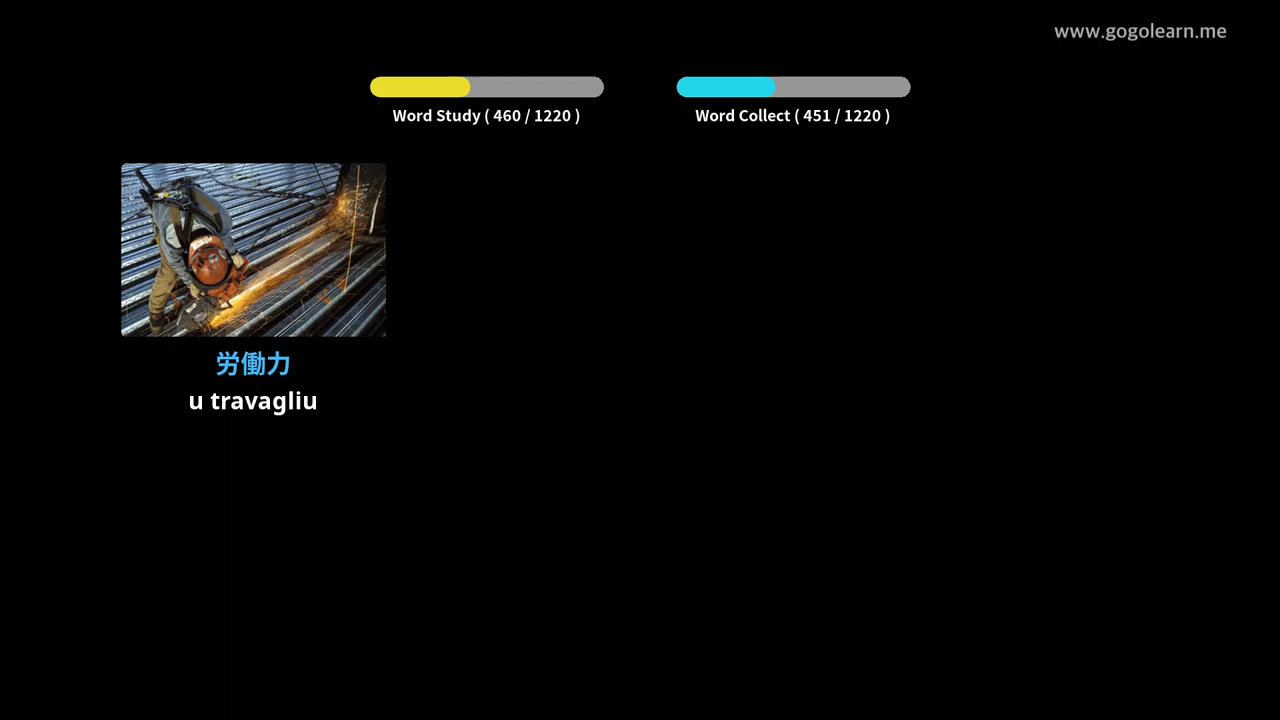 www.gogolearn.me
Word Study ( 460 / 1220 )
Word Collect ( 451 / 1220 )
労働力
u travagliu